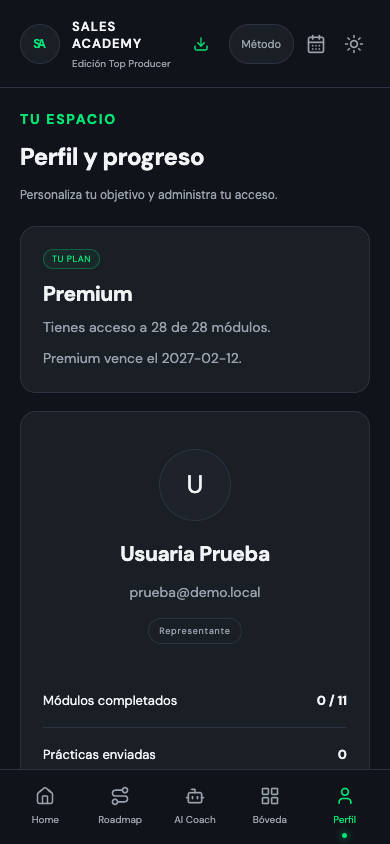 SA
SALES
ACADEMY
Edición Top Producer
Método
TU ESPACIO
Perfil y progreso
Personaliza tu objetivo y administra tu acceso.
TU PLAN
Premium
Tienes acceso a 28 de 28 módulos.
Premium vence el 2027-02-12.
U
Usuaria Prueba
prueba@demo.local
Representante
Módulos completados 0 / 11
Prácticas enviadas 0
Home Roadmap AI Coach Bóveda Perfil